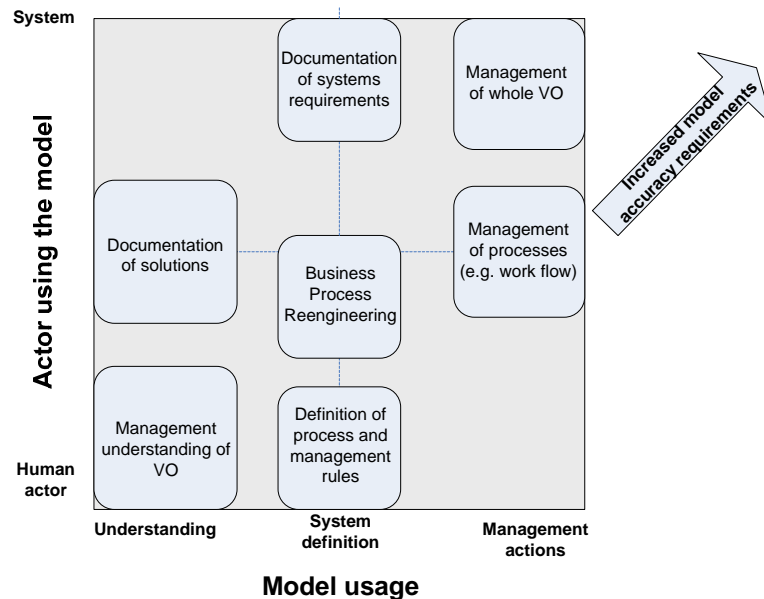 System
Documentation
of systems
requirements
Management
of whole VO
Increased model
accuracy requirements
Actor using the model
Documentation
of solutions
Business
Process
Reengineering
Management
of processes
(e.g. work flow)
Management
understanding of
VO
Definition of
process and
management
rules
Human
actor
Understanding
System
definition
Management
actions
Model usage